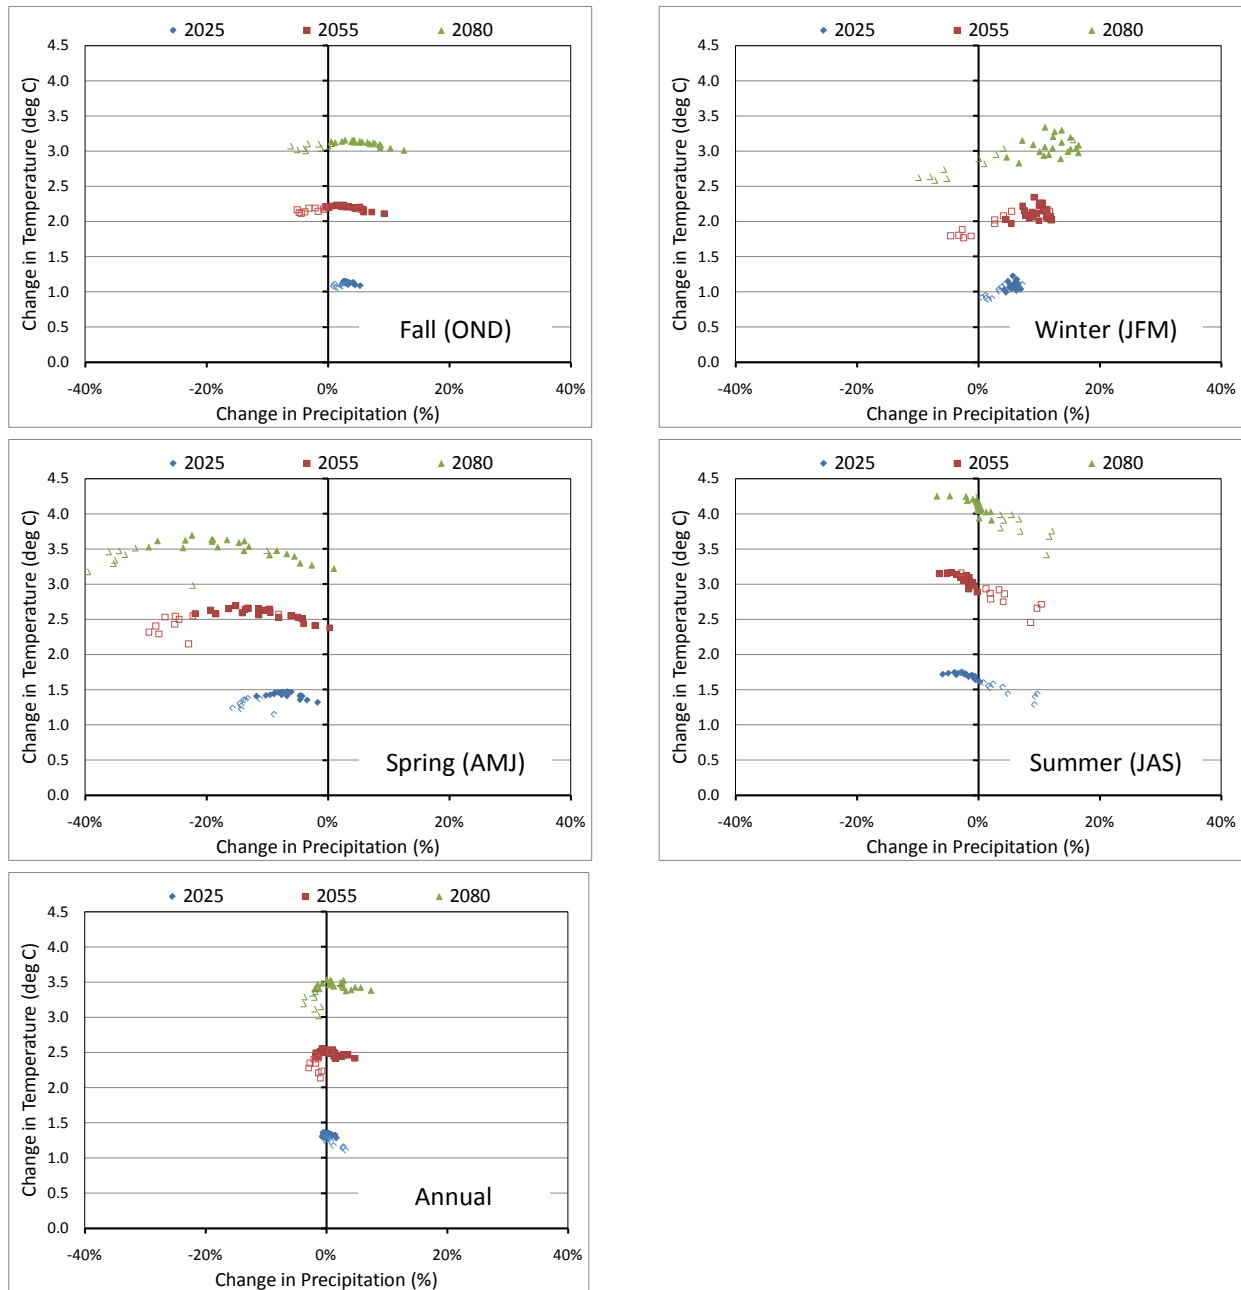 2025 2055 2080
4.5
4.0
3.5
3.0
2.5
2.0
1.5
1.0
0.5
0.0
Change in Temperature (deg C)
Fall (OND)
-40% -20% 0% 20% 40%
Change in Precipitation (%)
2025 2055 2080
4.5
4.0
3.5
3.0
2.5
2.0
1.5
1.0
0.5
0.0
Change in Temperature (deg C)
Winter (JFM)
-40% -20% 0% 20% 40%
Change in Precipitation (%)
2025 2055 2080
4.5
4.0
3.5
3.0
2.5
2.0
1.5
1.0
0.5
0.0
Change in Temperature (deg C)
Spring (AMJ)
-40% -20% 0% 20% 40%
Change in Precipitation (%)
2025 2055 2080
4.5
4.0
3.5
3.0
2.5
2.0
1.5
1.0
0.5
0.0
Change in Temperature (deg C)
Summer (JAS)
-40% -20% 0% 20% 40%
Change in Precipitation (%)
2025 2055 2080
4.5
4.0
3.5
3.0
2.5
2.0
1.5
1.0
0.5
0.0
Change in Temperature (deg C)
Annual
-40% -20% 0% 20% 40%
Change in Precipitation (%)